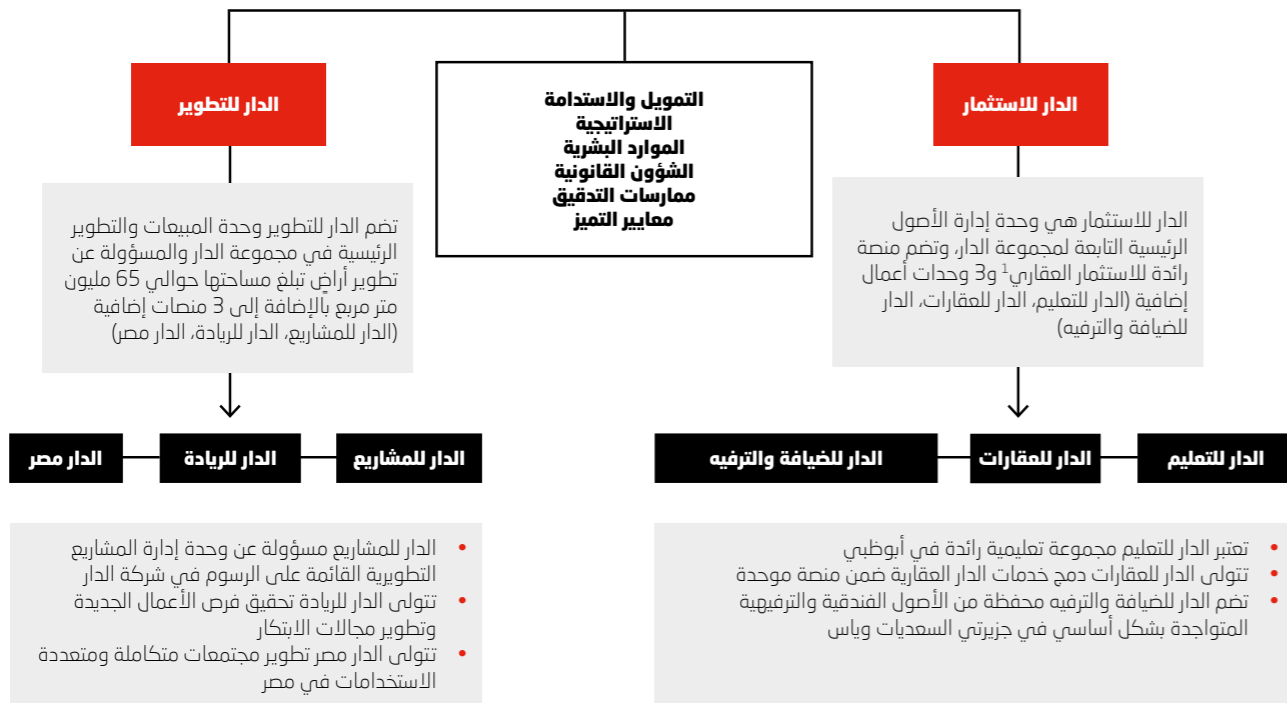 الدار للاستثمار
الدار للاستثمار هي وحدة إدارة الأصول
الرئيسية التابعة لمجموعة الدار، وتضم منصة
رائدة للاستثمار العقاري1 و3 وحدات أعمال
إضافية (الدار للتعليم، الدار للعقارات، الدار
للضيافة والترفيه)
التمويل والاستدامة
الاستراتيجية
الموارد البشرية
الشؤون القانونية
ممارسات التدقيق
معايير التميز
الدار للتطوير
تضم الدار للتطوير وحدة المبيعات والتطوير
الرئيسية في مجموعة الدار والمسؤولة عن
تطوير أراضٍ تبلغ مساحتها حوالي 65 مليون
متر مربع بالإضافة إلى 3 منصات إضافية
(الدار للمشاريع، الدار للريادة، الدار مصر)
الدار للتعليم
الدار للعقارات
الدار للضيافة والترفيه
• تعتبر الدار للتعليم مجموعة تعليمية رائدة في أبوظبي
• تتولى الدار للعقارات دمج خدمات الدار العقارية ضمن منصة موحدة
• تضم الدار للضيافة والترفيه محفظة من الأصول الفندقية والترفيهية
المتواجدة بشكل أساسي في جزيرتي السعديات وياس
الدار للمشاريع
الدار للريادة
الدار مصر
• الدار للمشاريع مسؤولة عن وحدة إدارة المشاريع
التطويرية القائمة على الرسوم في شركة الدار
• تتولى الدار للريادة تحقيق فرص الأعمال الجديدة
وتطوير مجالات الابتكار
• تتولى الدار مصر تطوير مجتمعات متكاملة ومتعددة
الاستخدامات في مصر